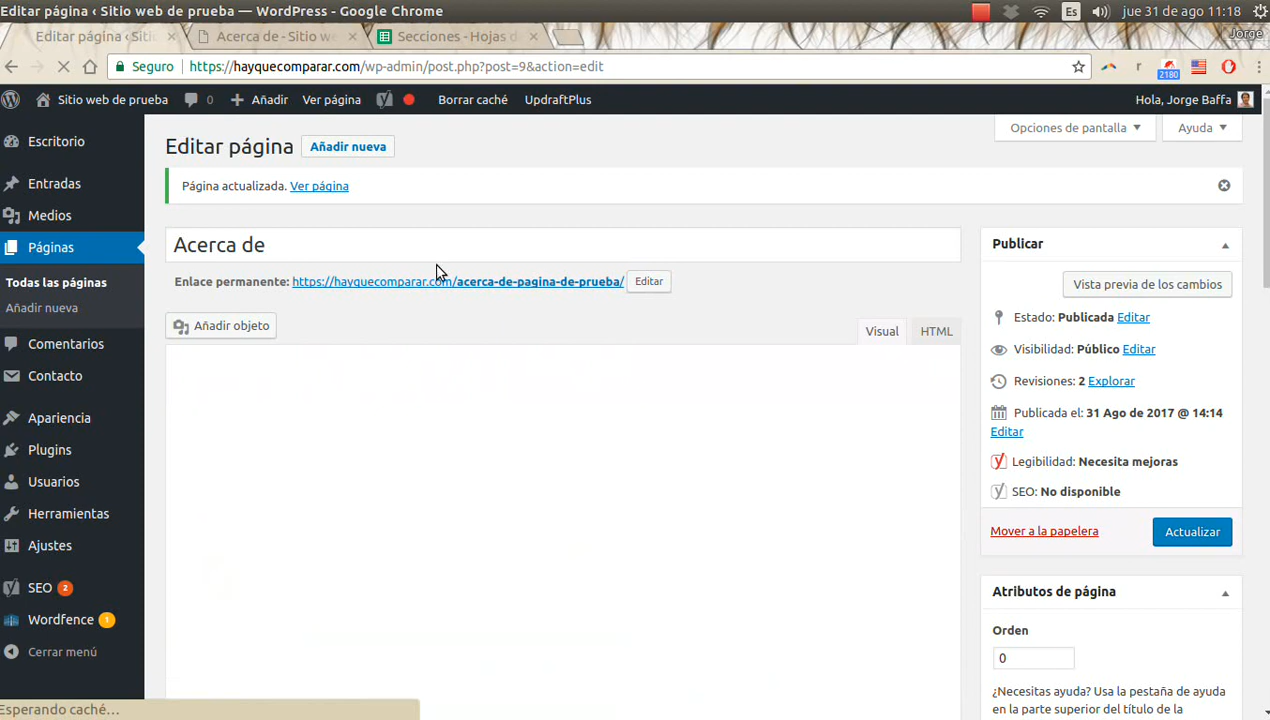 Editar página ‹ Sitio web de prueba — WordPress - Google Chrome
Es
jue 31 de ago 11:18
Jorge
Editar página ‹ Siti
Acerca de - Sitio w
Secciones - Hojas d
Seguro
https://hayquecomparar.com/wp-admin/post.php?post=9&action=edit
r
2180
Sitio web de prueba
0
Añadir
Ver página
Borrar caché
UpdraftPlus
Hola, Jorge Baffa
Escritorio
Entradas
Medios
Páginas
Todas las páginas
Añadir nueva
Comentarios
Contacto
Apariencia
Plugins
Usuarios
Herramientas
Ajustes
SEO 2
Wordfence 1
Cerrar menú
Opciones de pantalla
Ayuda
Editar página
Añadir nueva
Página actualizada. Ver página
Acerca de
Enlace permanente: https://hayquecomparar.com/acerca-de-pagina-de-prueba/ Editar
Añadir objeto
Visual
HTML
Publicar
Vista previa de los cambios
Estado: Publicada Editar
Visibilidad: Público Editar
Revisiones: 2 Explorar
Publicada el: 31 Ago de 2017 @ 14:14
Editar
Legibilidad: Necesita mejoras
SEO: No disponible
Mover a la papelera
Actualizar
Atributos de página
Orden
0
¿Necesitas ayuda? Usa la pestaña de ayuda
en la parte superior del título de la
Esperando caché...